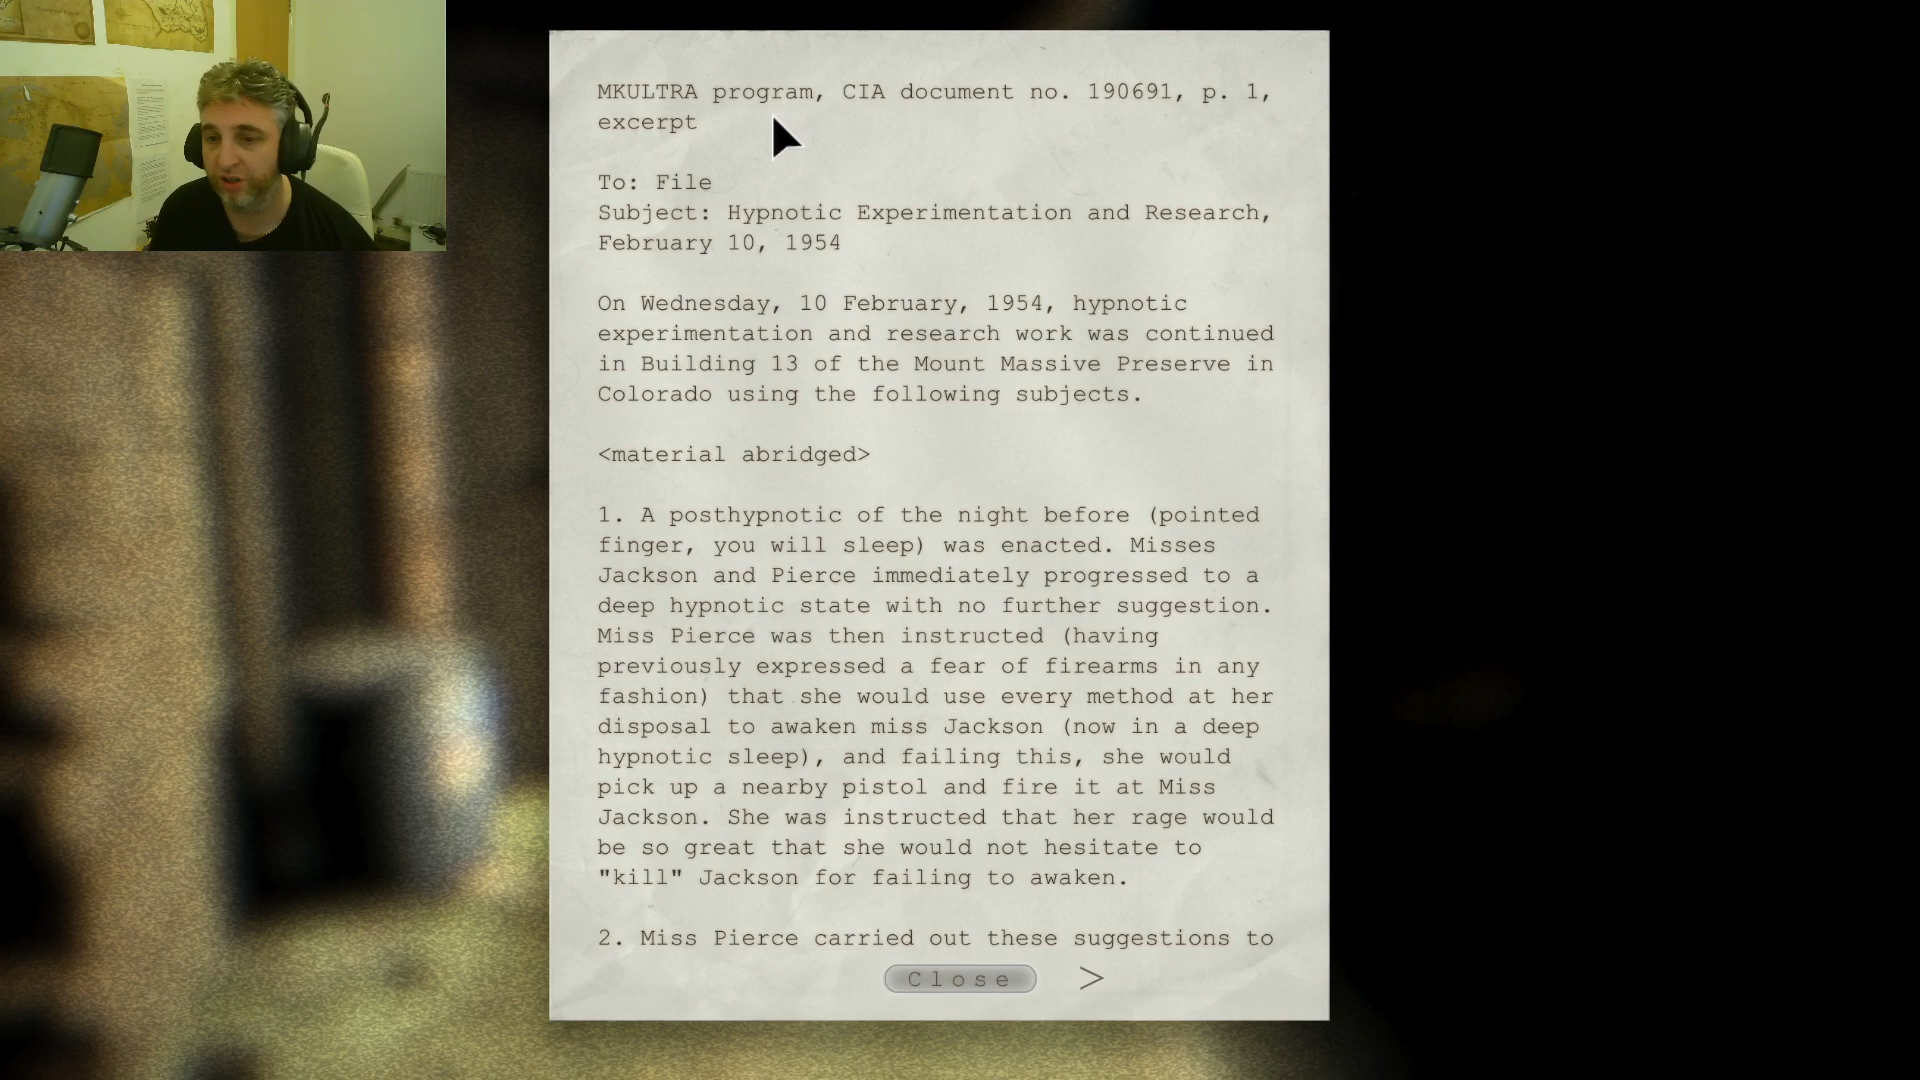 MKULTRA program, CIA document no. 190691, p. 1,
excerpt
To: File
Subject: Hypnotic Experimentation and Research,
February 10, 1954
On Wednesday, 10 February, 1954, hypnotic
experimentation and research work was continued
in Building 13 of the Mount Massive Preserve in
Colorado using the following subjects.
<material abridged>
1. A posthypnotic of the night before (pointed
finger, you will sleep) was enacted. Misses
Jackson and Pierce immediately progressed to a
deep hypnotic state with no further suggestion.
Miss Pierce was then instructed (having
previously expressed a fear of firearms in any
fashion) that she would use every method at her
disposal to awaken miss Jackson (now in a deep
hypnotic sleep), and failing this, she would
pick up a nearby pistol and fire it at Miss
Jackson. She was instructed that her rage would
be so great that she would not hesitate to
"kill" Jackson for failing to awaken.
2. Miss Pierce carried out these suggestions to
Close >